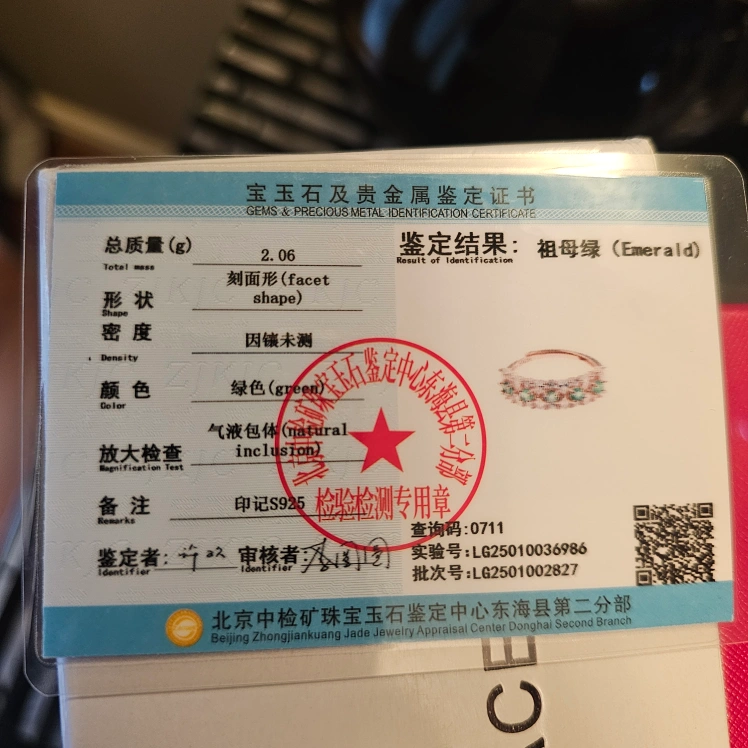 宝玉石及贵金属鉴定证书
GEMS & PRECIOUS METAL IDENTIFICATION CERTIFICATE
总质量(g) 2.06
Total mass
形 状 刻面形(facet shape)
Shape
密 度 因镶未测
Density
颜 色 绿色(green)
Color
放大检查 气液包体(natural inclusion)
Magnification Test
备 注 印记S925
Remarks
鉴定者: 审核者:
Identifier Identifier
鉴定结果: 祖母绿 (Emerald)
Result of Identification
检验检测专用章
查询码:0711
实验号:LG25010036986
批次号:LG2501002827
北京中检矿珠宝玉石鉴定中心东海县第二分部
Beijing Zhongjiankuang Jade Jewelry Appraisal Center Donghai Second Branch